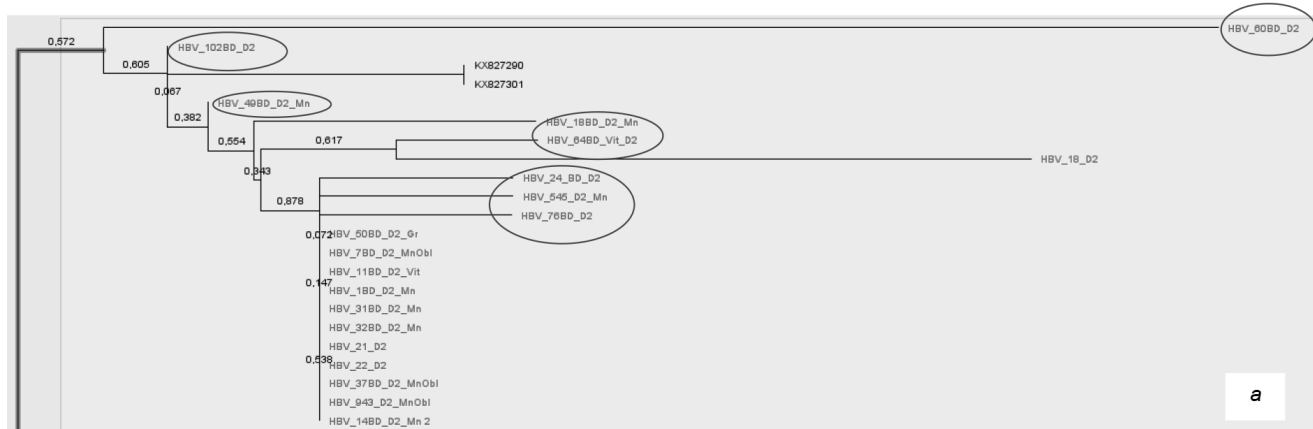 HBV_60BD_D2
0,572
HBV_102BD_D2
0,605
KX827290
KX827301
0,067
HBV_49BD_D2_Mn
0,382
HBV_18BD_D2_Mn
0,554
0,617
HBV_64BD_Vit_D2
HBV_18_D2
0,343
HBV_24_BD_D2
0,878
HBV_545_D2_Mn
HBV_76BD_D2
0,072
HBV_50BD_D2_Gr
HBV_7BD_D2_MnObl
HBV_11BD_D2_Vit
0,147
HBV_1BD_D2_Mn
HBV_31BD_D2_Mn
HBV_32BD_D2_Mn
HBV_21_D2
0,538
HBV_22_D2
HBV_37BD_D2_MnObl
HBV_943_D2_MnObl
HBV_14BD_D2_Mn 2
a